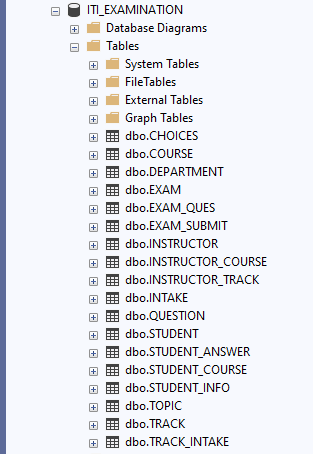 ITI_EXAMINATION
Database Diagrams
Tables
System Tables
FileTables
External Tables
Graph Tables
dbo.CHOICES
dbo.COURSE
dbo.DEPARTMENT
dbo.EXAM
dbo.EXAM_QUES
dbo.EXAM_SUBMIT
dbo.INSTRUCTOR
dbo.INSTRUCTOR_COURSE
dbo.INSTRUCTOR_TRACK
dbo.INTAKE
dbo.QUESTION
dbo.STUDENT
dbo.STUDENT_ANSWER
dbo.STUDENT_COURSE
dbo.STUDENT_INFO
dbo.TOPIC
dbo.TRACK
dbo.TRACK_INTAKE